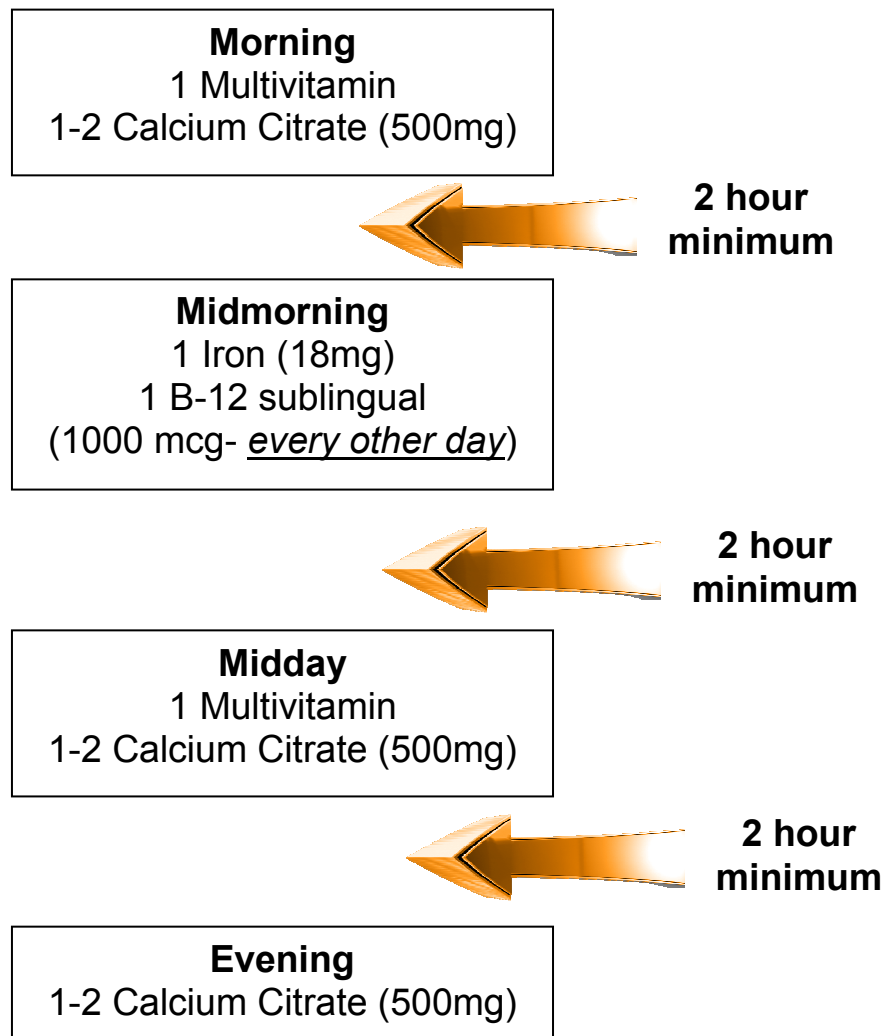 Morning
1 Multivitamin
1-2 Calcium Citrate (500mg)
2 hour
minimum
Midmorning
1 Iron (18mg)
1 B-12 sublingual
(1000 mcg- every other day)
2 hour
minimum
Midday
1 Multivitamin
1-2 Calcium Citrate (500mg)
2 hour
minimum
Evening
1-2 Calcium Citrate (500mg)